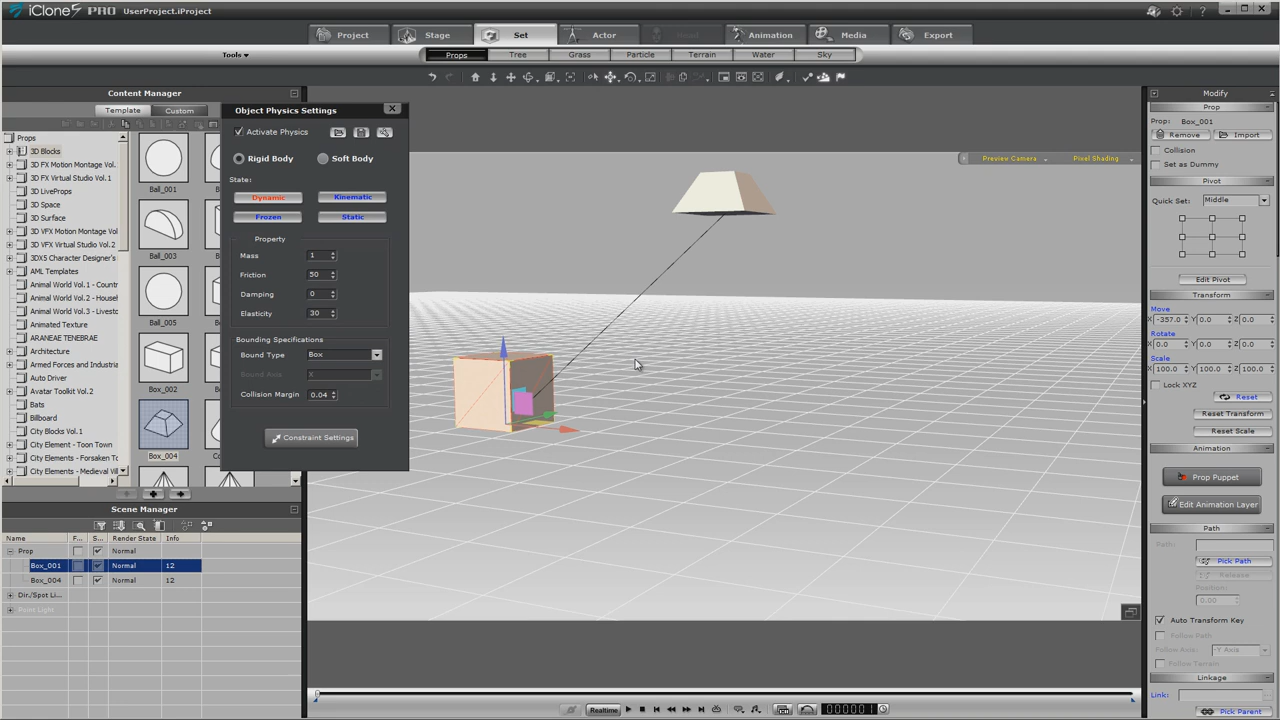 iClone5 PRO UserProject.iProject
Project Stage Set Actor Head Animation Media Export
Tools Props Tree Grass Particle Terrain Water Sky
Content Manager
Template Custom
Props
3D Blocks
3D FX Motion Montage Vol.
3D FX Virtual Studio Vol. 1
3D LiveProps
3D Space
3D Surface
3D VFX Motion Montage Vol.
3D VFX Virtual Studio Vol. 2
3DX5 Character Designer's
AML Templates
Animal World Vol.1 - Countr
Animal World Vol.2 - House
Animal World Vol.3 - Livesto
Animated Texture
ARANEAE TENEBRAE
Architecture
Auto Driver
Avatar Toolkit Vol.2
Bats
Billboard
City Blocks Vol.1
City Element - Toon Town
City Elements - Forsaken To
City Elements - Medieval Vil
Ball_001
Ball_003
Ball_005
Box_002
Box_004
Object Physics Settings
Activate Physics
Rigid Body Soft Body
State:
Dynamic Kinematic
Frozen Static
Property
Mass 1
Friction 50
Damping 0
Elasticity 30
Bounding Specifications
Bound Type Box
Bound Axis X
Collision Margin 0.04
Constraint Settings
Preview Camera Pixel Shading
Scene Manager
Name F... S... Render State Info
Prop Normal
Box_001 Normal 12
Box_004 Normal 12
Dir./Spot Li... Normal
Point Light Normal
Realtime 000001
Modify
Prop
Prop: Box_001
Remove Import
Collision
Set as Dummy
Pivot
Quick Set: Middle
Edit Pivot
Transform
Move
X -357.0 Y 0.0 Z 0.0
Rotate
X 0.0 Y 0.0 Z 0.0
Scale
X 100.0 Y 100.0 Z 100.0
Lock XYZ Reset
Reset Transform
Reset Scale
Animation
Prop Puppet
Edit Animation Layer
Path
Path:
Pick Path
Release
Position:
0.00
Auto Transform Key
Follow Path
Follow Axis: -Y Axis
Follow Terrain
Linkage
Link:
Pick Parent